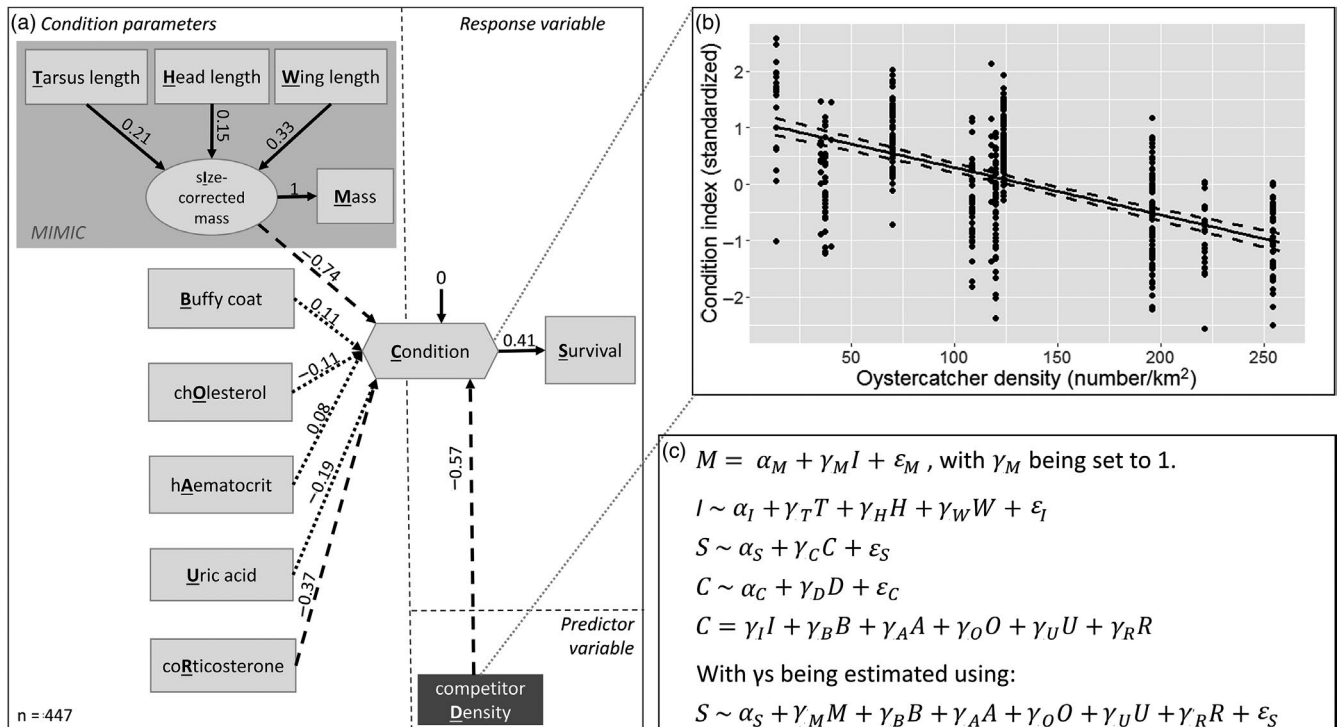 (a) Condition parameters
Response variable
Tarsus length
Head length
Wing length
0.21
0.15
0.33
sIze-
corrected
mass
1
Mass
MIMIC
−0.74
Buffy coat
0.11
chOlesterol
−0.11
hAematocrit
0.08
Uric acid
−0.19
coRticosterone
−0.37
0
Condition
0.41
Survival
−0.57
Predictor
variable
competitor
Density
n = 447
(b)
Condition index (standardized)
2
1
0
−1
−2
50
100
150
200
250
Oystercatcher density (number/km²)
(c) M = α_M + γ_M I + ε_M , with γ_M being set to 1.
I ~ α_I + γ_T T + γ_H H + γ_W W + ε_I
S ~ α_S + γ_C C + ε_S
C ~ α_C + γ_D D + ε_C
C = γ_I I + γ_B B + γ_A A + γ_O O + γ_U U + γ_R R
With γs being estimated using:
S ~ α_S + γ_M M + γ_B B + γ_A A + γ_O O + γ_U U + γ_R R + ε_S